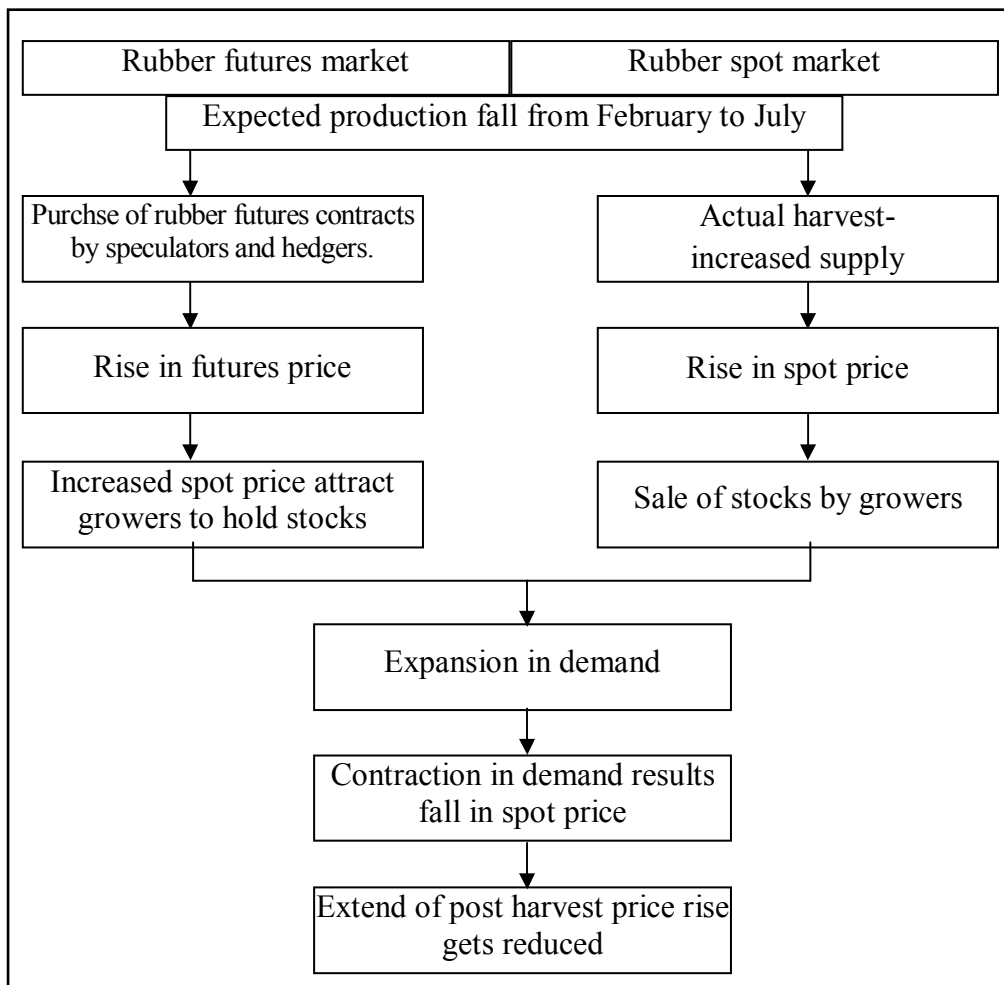 Rubber futures market
Rubber spot market
Expected production fall from February to July
Purchse of rubber futures contracts
by speculators and hedgers.
Actual harvest-
increased supply
Rise in futures price
Rise in spot price
Increased spot price attract
growers to hold stocks
Sale of stocks by growers
Expansion in demand
Contraction in demand results
fall in spot price
Extend of post harvest price rise
gets reduced